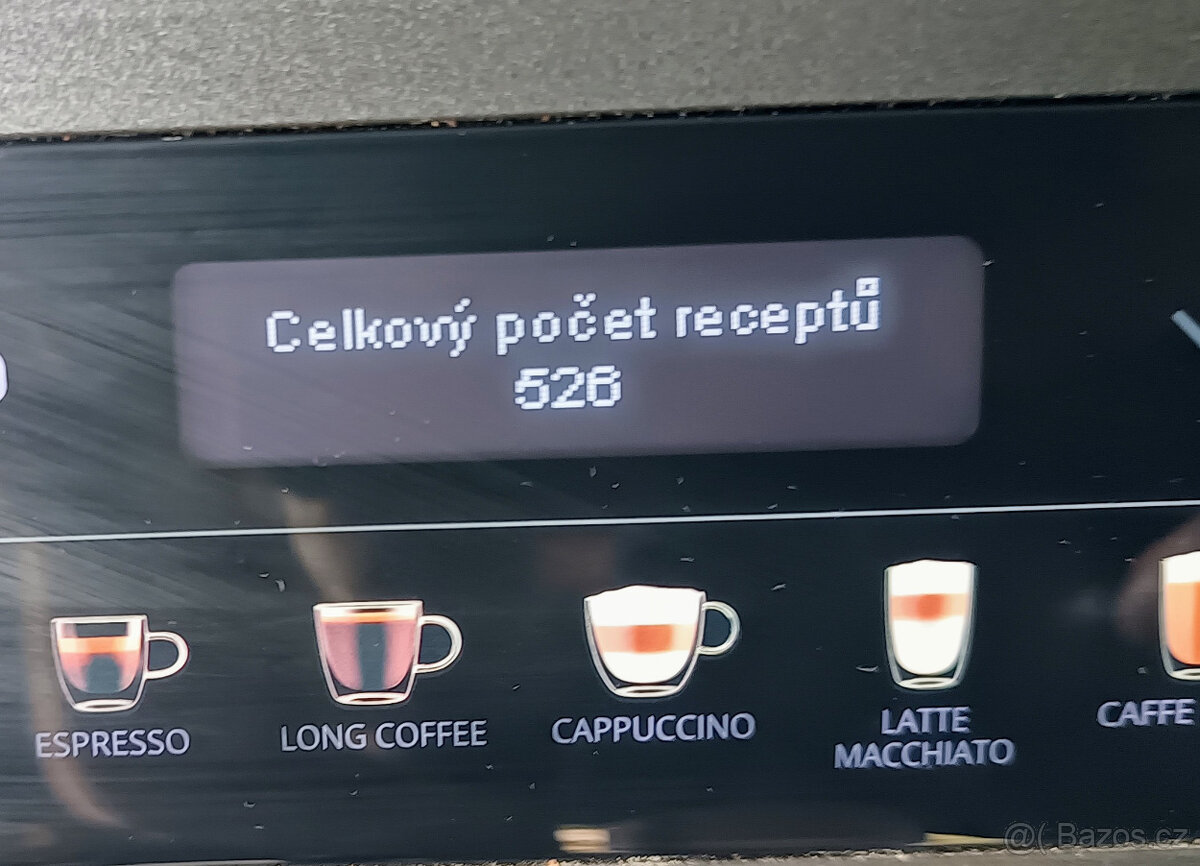 Celkový počet receptů
526
ESPRESSO
LONG COFFEE
CAPPUCCINO
LATTE
MACCHIATO
CAFFE
@( Bazos.cz